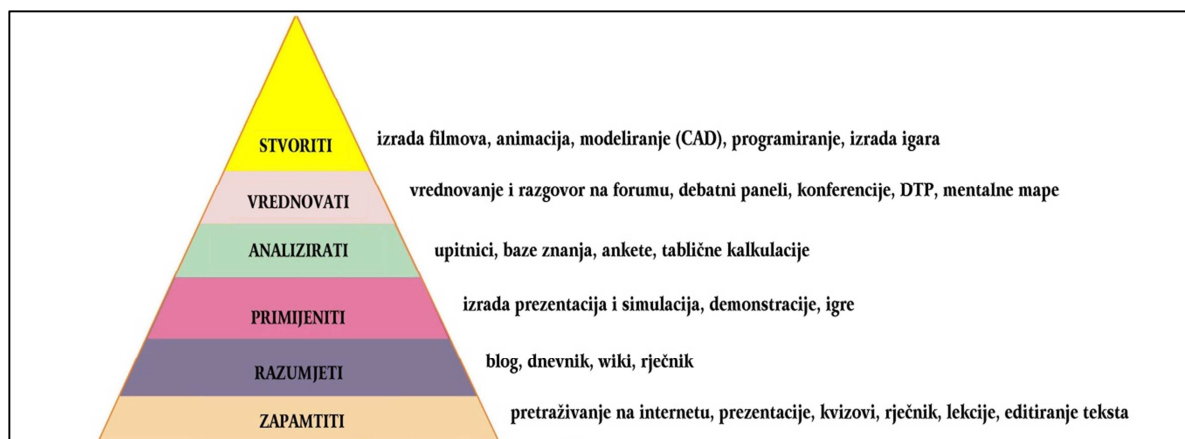 STVORITI
izrada filmova, animacija, modeliranje (CAD), programiranje, izrada igara
VREDNOVATI
vrednovanje i razgovor na forumu, debatni paneli, konferencije, DTP, mentalne mape
ANALIZIRATI
upitnici, baze znanja, ankete, tablične kalkulacije
PRIMIJENITI
izrada prezentacija i simulacija, demonstracije, igre
RAZUMJETI
blog, dnevnik, wiki, rječnik
ZAPAMTITI
pretraživanje na internetu, prezentacije, kvizovi, rječnik, lekcije, editiranje teksta